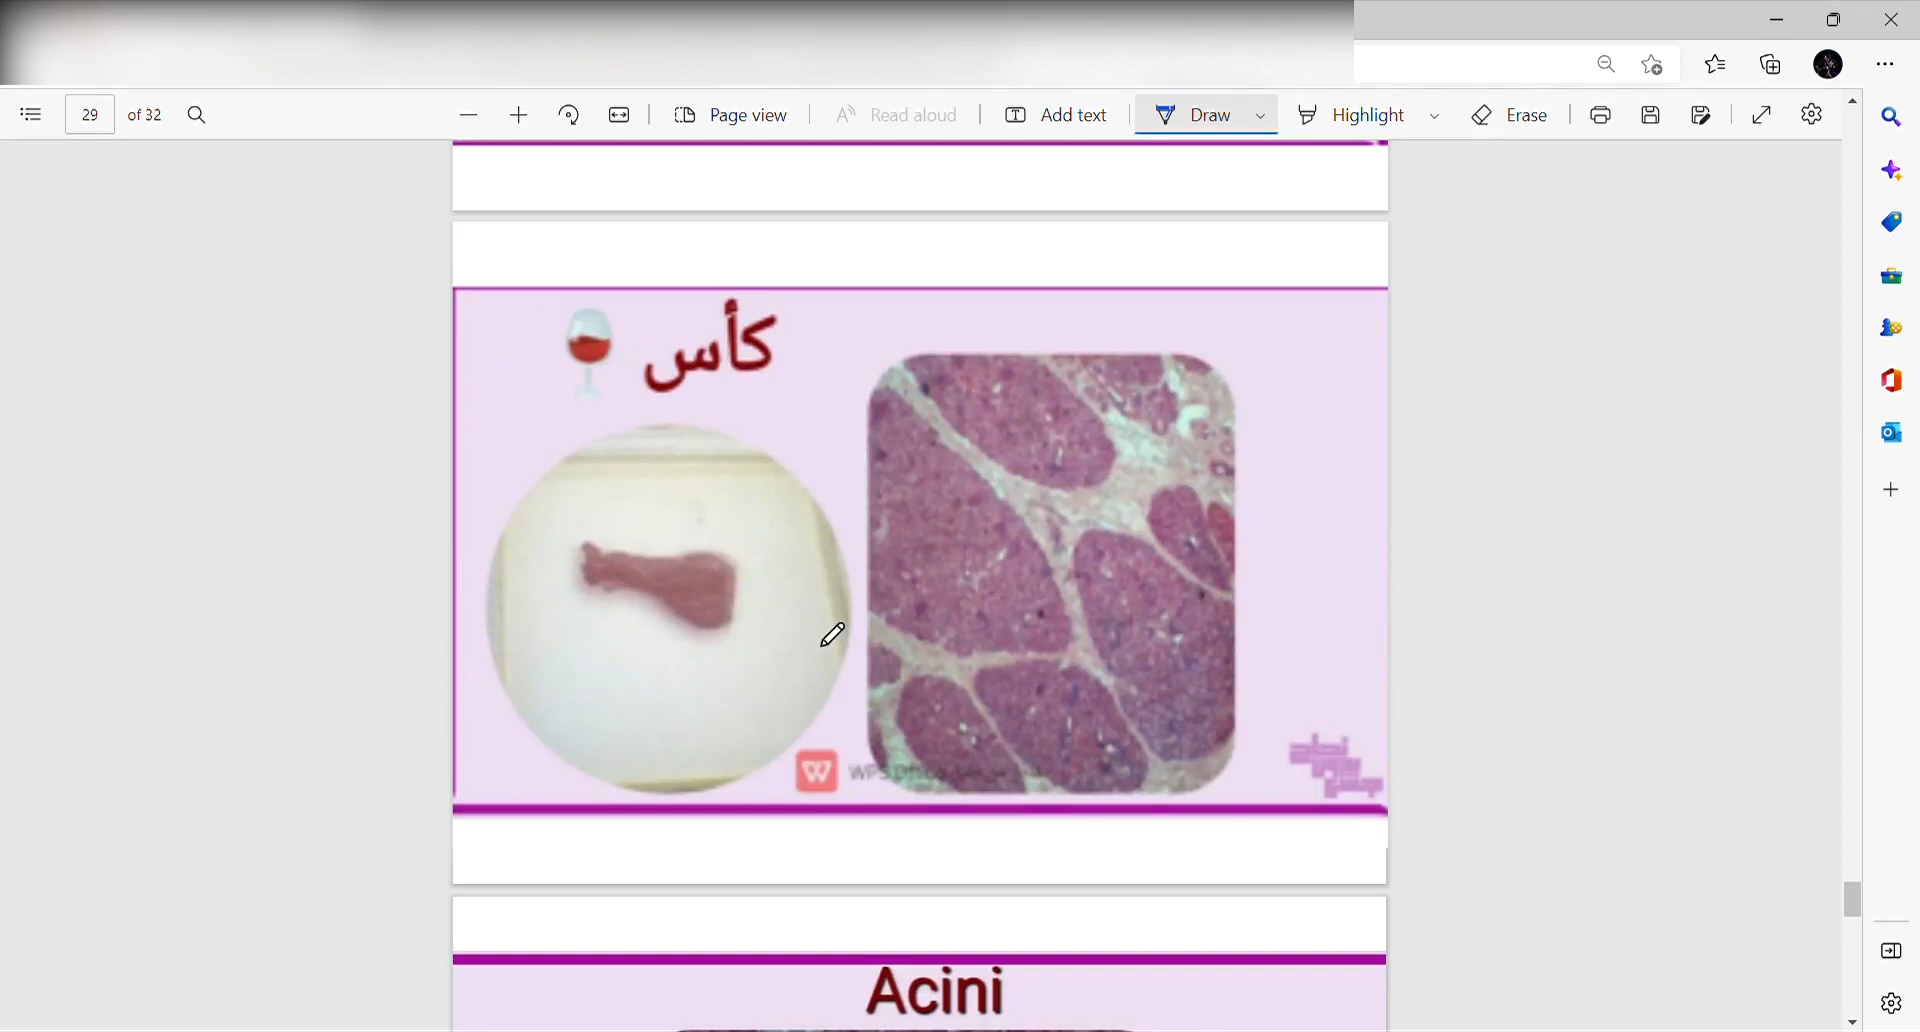 29 of 32
Page view
Read aloud
Add text
Draw
Highlight
Erase
كأس
Acini